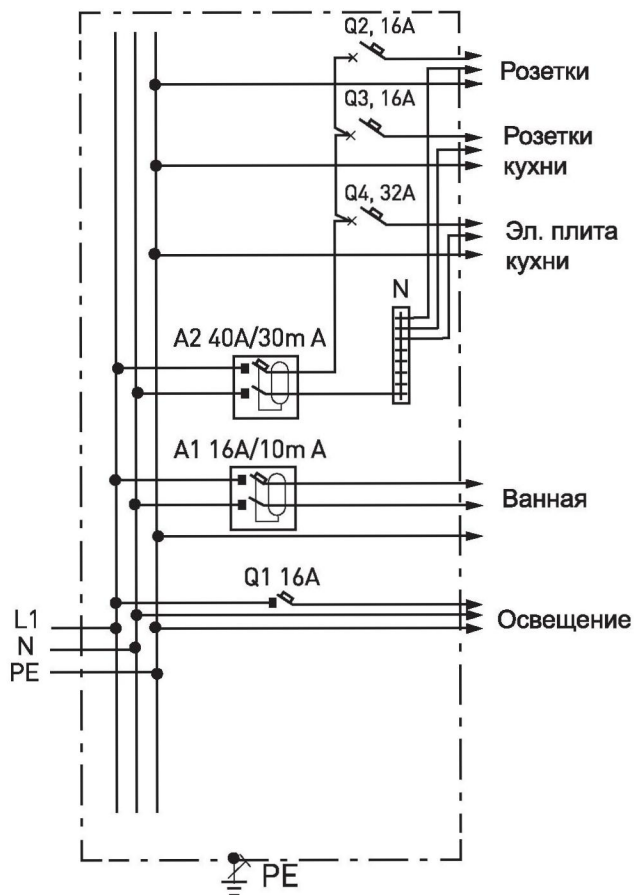 Q2, 16A
Розетки
Q3, 16A
Розетки
кухни
Q4, 32A
Эл. плита
кухни
N
A2 40A/30m A
A1 16A/10m A
Ванная
Q1 16A
L1
Освещение
N
PE
PE